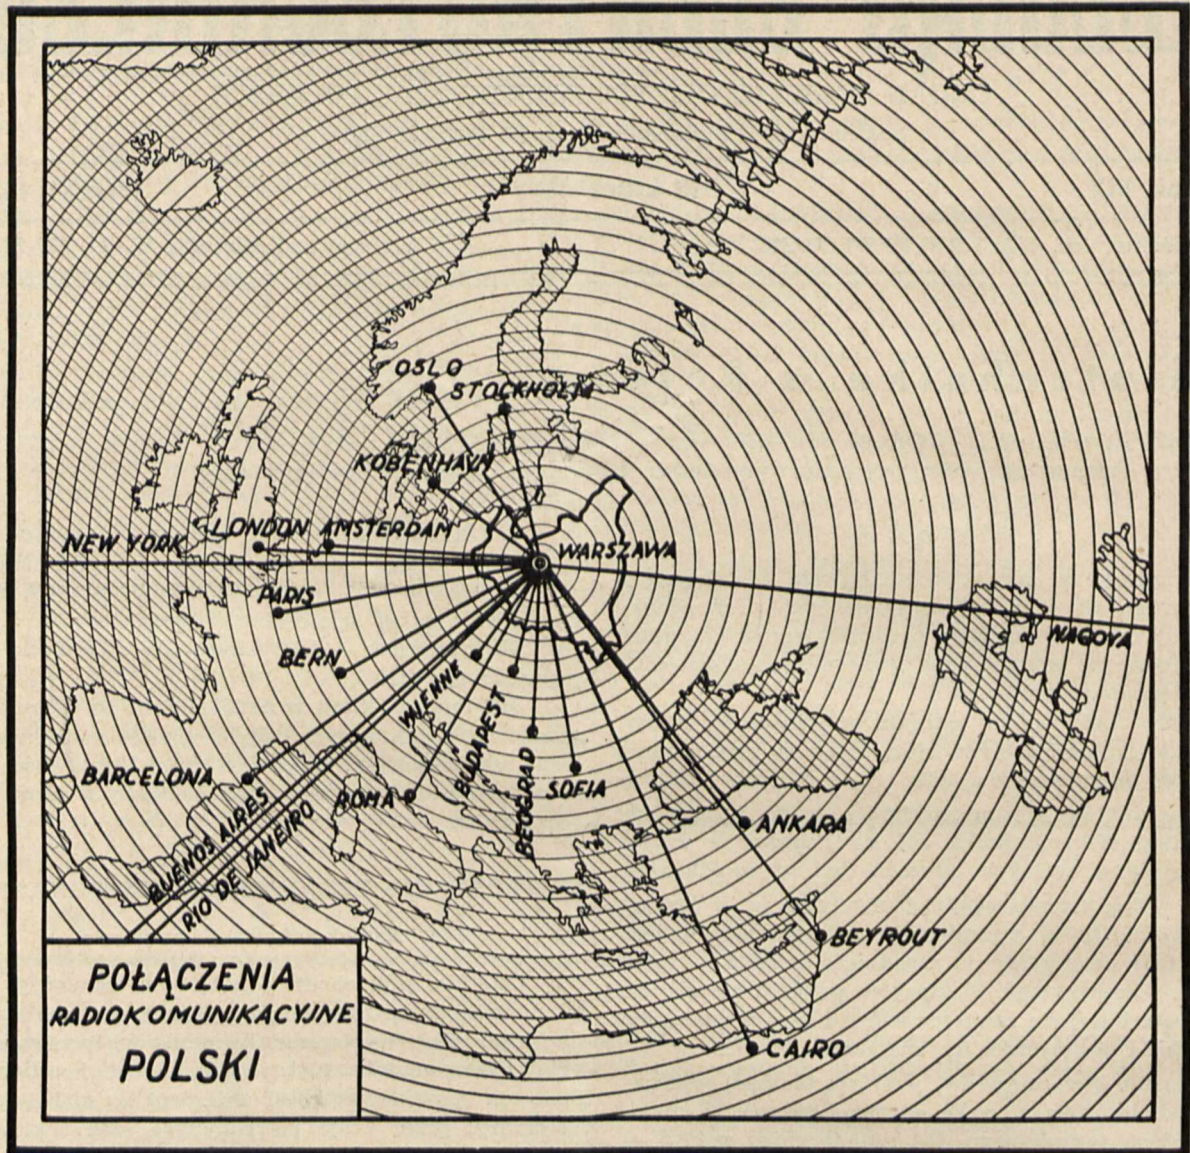 OSLO
STOCKHOLM
KOBENHAVN
LONDON
AMSTERDAM
NEW YORK
WARSZAWA
PARIS
NAGOYA
BERN
WIENNE
BUDAPEST
BEOGRAD
SOFIA
BARCELONA
ROMA
BUENOS AIRES
RIO DE JANEIRO
ANKARA
BEYROUT
CAIRO
POŁĄCZENIA
RADIOKOMUNIKACYJNE
POLSKI